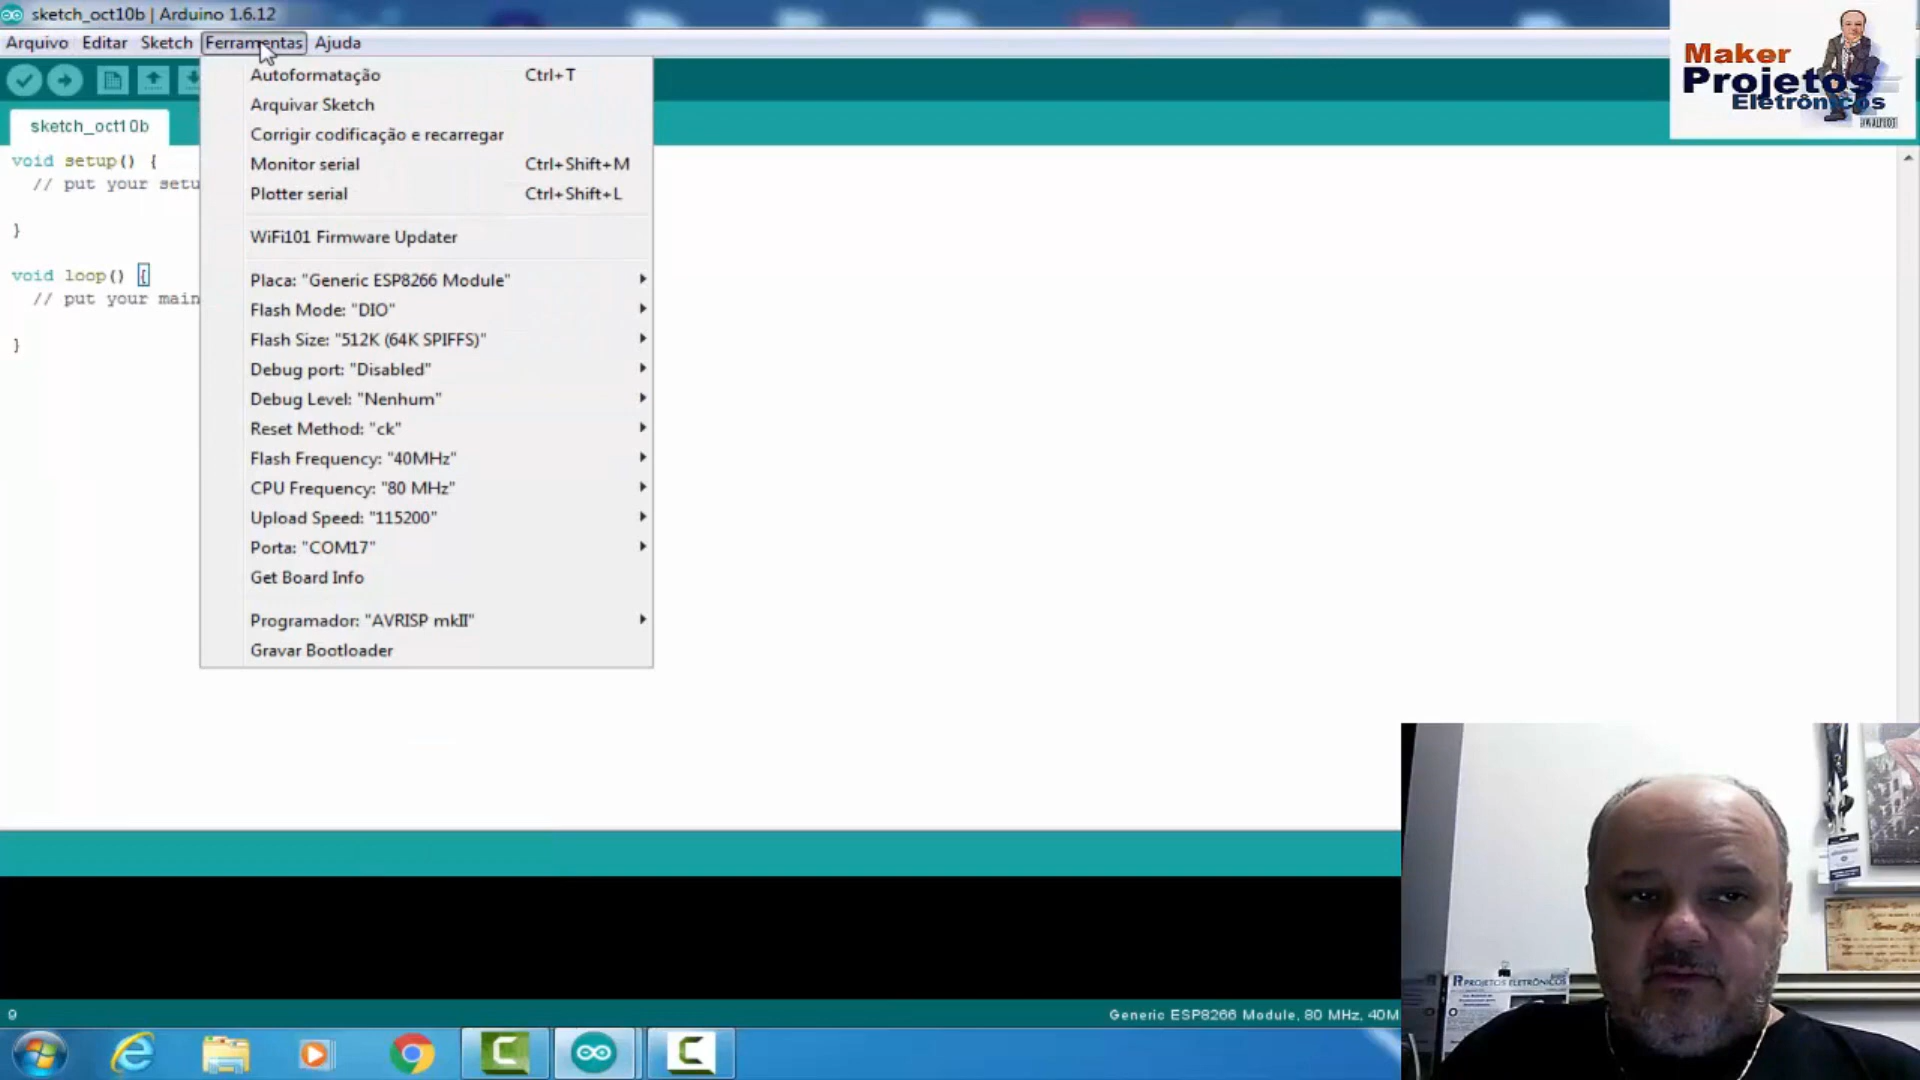 sketch_oct10b | Arduino 1.6.12
Arquivo Editar Sketch Ferramentas Ajuda
Maker
Projetos
Eletrônicos
sketch_oct10b
Autoformatação Ctrl+T
Arquivar Sketch
Corrigir codificação e recarregar
Monitor serial Ctrl+Shift+M
Plotter serial Ctrl+Shift+L
WiFi101 Firmware Updater
Placa: "Generic ESP8266 Module"
Flash Mode: "DIO"
Flash Size: "512K (64K SPIFFS)"
Debug port: "Disabled"
Debug Level: "Nenhum"
Reset Method: "ck"
Flash Frequency: "40MHz"
CPU Frequency: "80 MHz"
Upload Speed: "115200"
Porta: "COM17"
Get Board Info
Programador: "AVRISP mkII"
Gravar Bootloader
void setup() {
// put your setu
}
void loop() {
// put your main
}
PROJETOS ELETRÔNICOS
9
Generic ESP8266 Module, 80 MHz, 40M